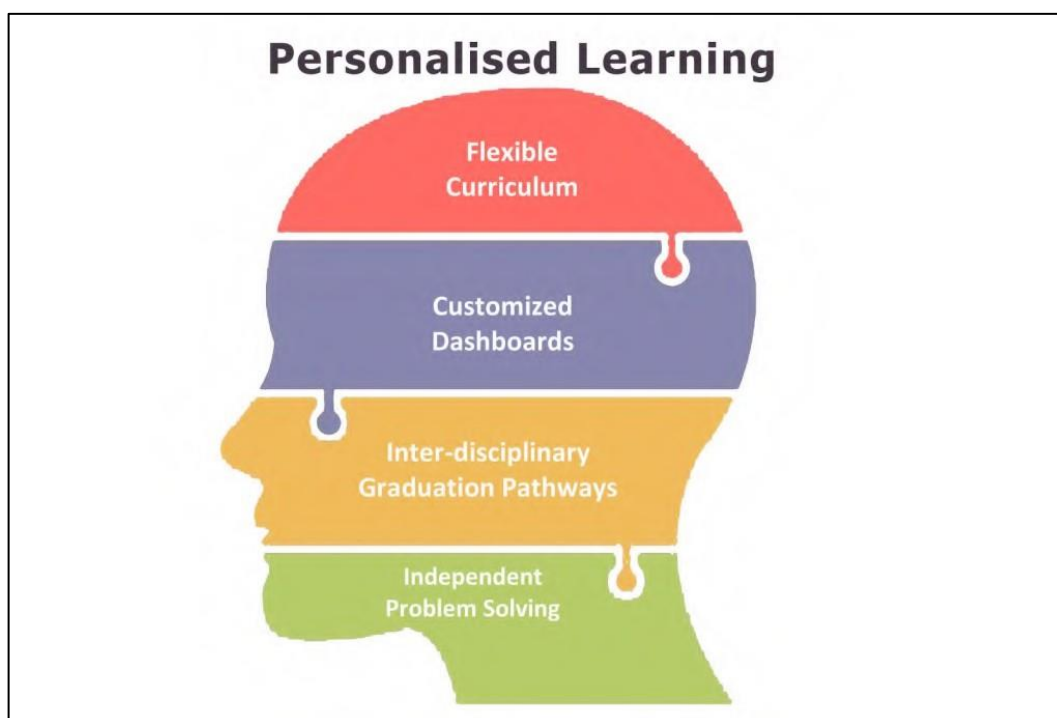 Personalised Learning
Flexible
Curriculum
Customized
Dashboards
Inter-disciplinary
Graduation Pathways
Independent
Problem Solving